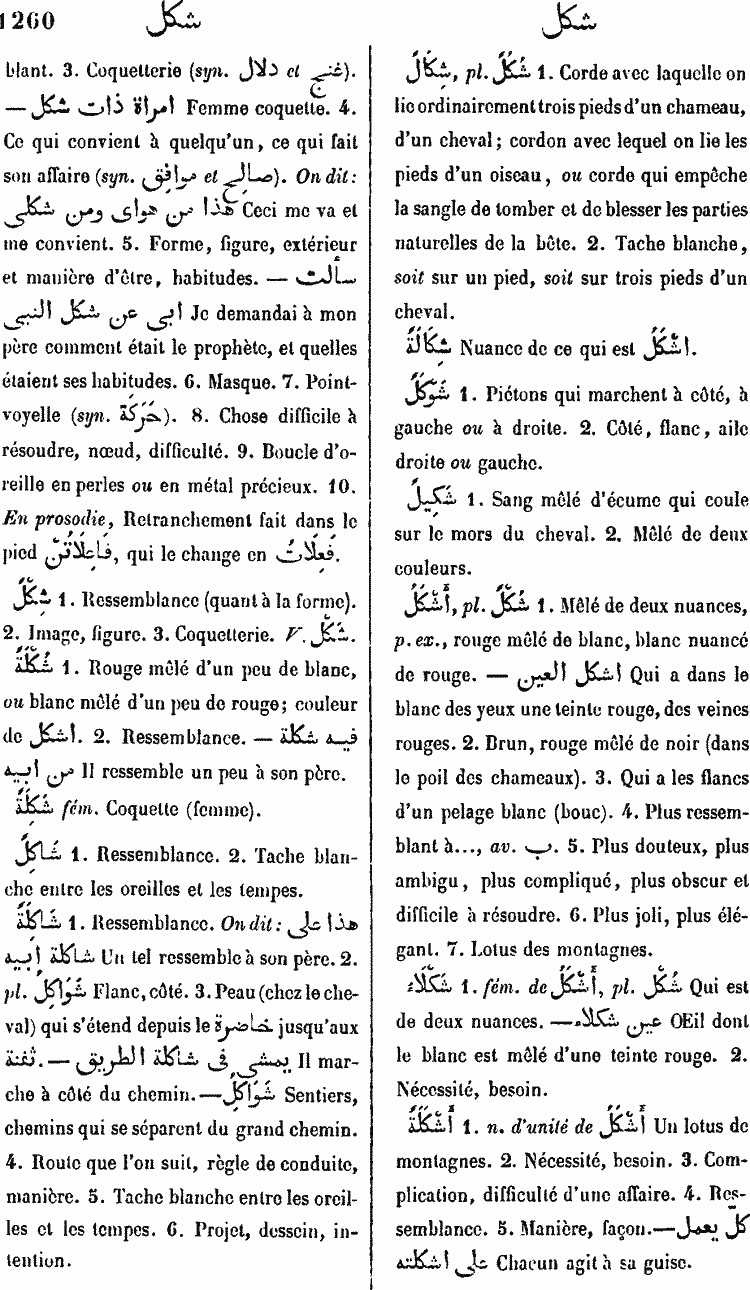 1260 شكل
شكل
blant. 3. Coquetterie (syn. دلال et غنج).
— امراة ذات شكل Femme coquette. 4.
Ce qui convient à quelqu'un, ce qui fait
son affaire (syn. موافق et صالح). On dit:
هذا من هواى ومن شكلى Ceci me va et
me convient. 5. Forme, figure, extérieur
et manière d'être, habitudes. — سألت
ابى عن شكل النبى Je demandai à mon
père comment était le prophète, et quelles
étaient ses habitudes. 6. Masque. 7. Point-
voyelle (syn. حَرَكَة). 8. Chose difficile à
résoudre, nœud, difficulté. 9. Boucle d'o-
reille en perles ou en métal précieux. 10.
En prosodie, Retranchement fait dans le
pied فَاعِلَاتُنْ, qui le change en فَعِلَاتُ.
شِكْلٌ 1. Ressemblance (quant à la forme).
2. Image, figure. 3. Coquetterie. V. شَكْلٌ.
شُكْلَةٌ 1. Rouge mêlé d'un peu de blanc,
ou blanc mêlé d'un peu de rouge; couleur
de اشكل. 2. Ressemblance. — فيه شكلة
من ابيه Il ressemble un peu à son père.
شَكِلَةٌ fém. Coquette (femme).
شَاكِلٌ 1. Ressemblance. 2. Tache blan-
che entre les oreilles et les tempes.
شَاكِلَةٌ 1. Ressemblance. On dit: هذا على
شاكلة ابيه Un tel ressemble à son père. 2.
pl. شَوَاكِلُ Flanc, côté. 3. Peau (chez le che-
val) qui s'étend depuis le خاصرة jusqu'aux
ثفنة. — يمشى فى شاكلة الطريق Il mar-
che à côté du chemin. — شَوَاكِلُ Sentiers,
chemins qui se séparent du grand chemin.
4. Route que l'on suit, règle de conduite,
manière. 5. Tache blanche entre les oreil-
les et les tempes. 6. Projet, dessein, in-
tention.
شِكَالٌ, pl. شُكُلٌ 1. Corde avec laquelle on
lie ordinairement trois pieds d'un chameau,
d'un cheval; cordon avec lequel on lie les
pieds d'un oiseau, ou corde qui empêche
la sangle de tomber et de blesser les parties
naturelles de la bête. 2. Tache blanche,
soit sur un pied, soit sur trois pieds d'un
cheval.
شِكَالَةٌ Nuance de ce qui est اشْكَلُ.
شَوْكَلٌ 1. Piétons qui marchent à côté, à
gauche ou à droite. 2. Côté, flanc, aile
droite ou gauche.
شَكِيلٌ 1. Sang mêlé d'écume qui coule
sur le mors du cheval. 2. Mêlé de deux
couleurs.
أَشْكَلُ, pl. شُكْلٌ 1. Mêlé de deux nuances,
p. ex., rouge mêlé de blanc, blanc nuancé
de rouge. — اشكل العين Qui a dans le
blanc des yeux une teinte rouge, des veines
rouges. 2. Brun, rouge mêlé de noir (dans
le poil des chameaux). 3. Qui a les flancs
d'un pelage blanc (bouc). 4. Plus ressem-
blant à..., av. ب. 5. Plus douteux, plus
ambigu, plus compliqué, plus obscur et
difficile à résoudre. 6. Plus joli, plus élé-
gant. 7. Lotus des montagnes.
شَكْلَاءُ 1. fém. de أَشْكَلُ, pl. شُكْل Qui est
de deux nuances. — عين شكلاء Œil dont
le blanc est mêlé d'une teinte rouge. 2.
Nécessité, besoin.
أَشْكَلَةٌ 1. n. d'unité de أَشْكَل Un lotus de
montagnes. 2. Nécessité, besoin. 3. Com-
plication, difficulté d'une affaire. 4. Res-
semblance. 5. Manière, façon. — كلّ يعمل
على اشكلته Chacun agit à sa guise.